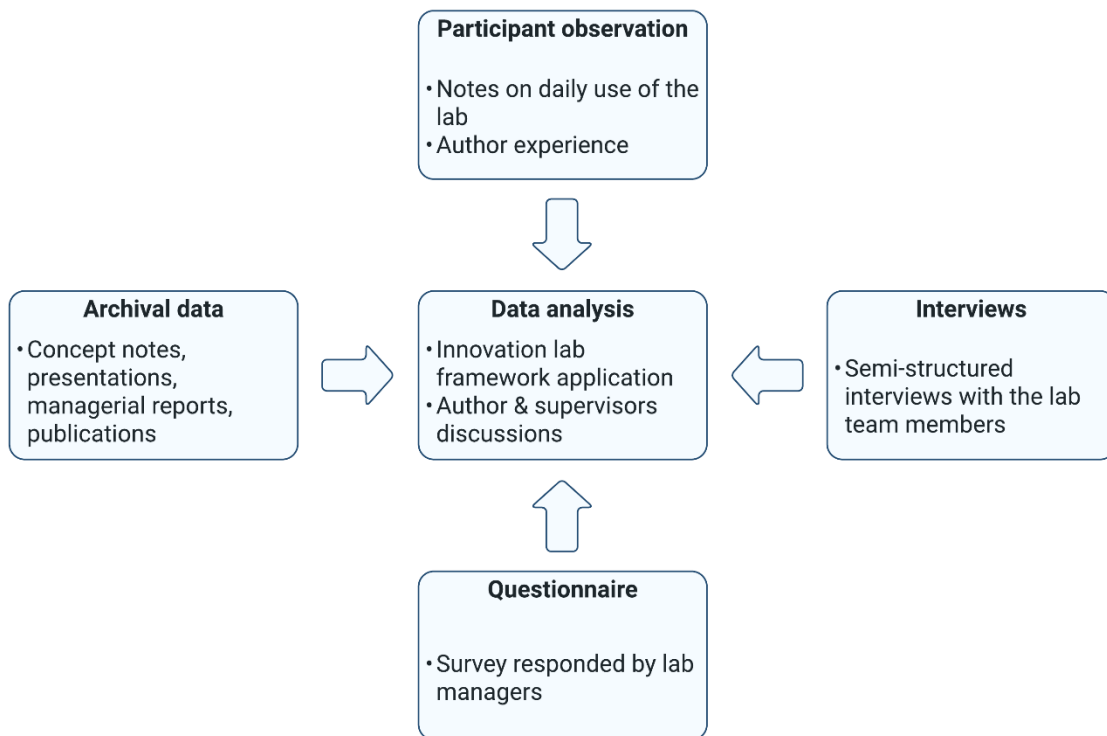 Participant observation
• Notes on daily use of the
lab
• Author experience
Archival data
• Concept notes,
presentations,
managerial reports,
publications
Data analysis
• Innovation lab
framework application
• Author & supervisors
discussions
Interviews
• Semi-structured
interviews with the lab
team members
Questionnaire
• Survey responded by lab
managers